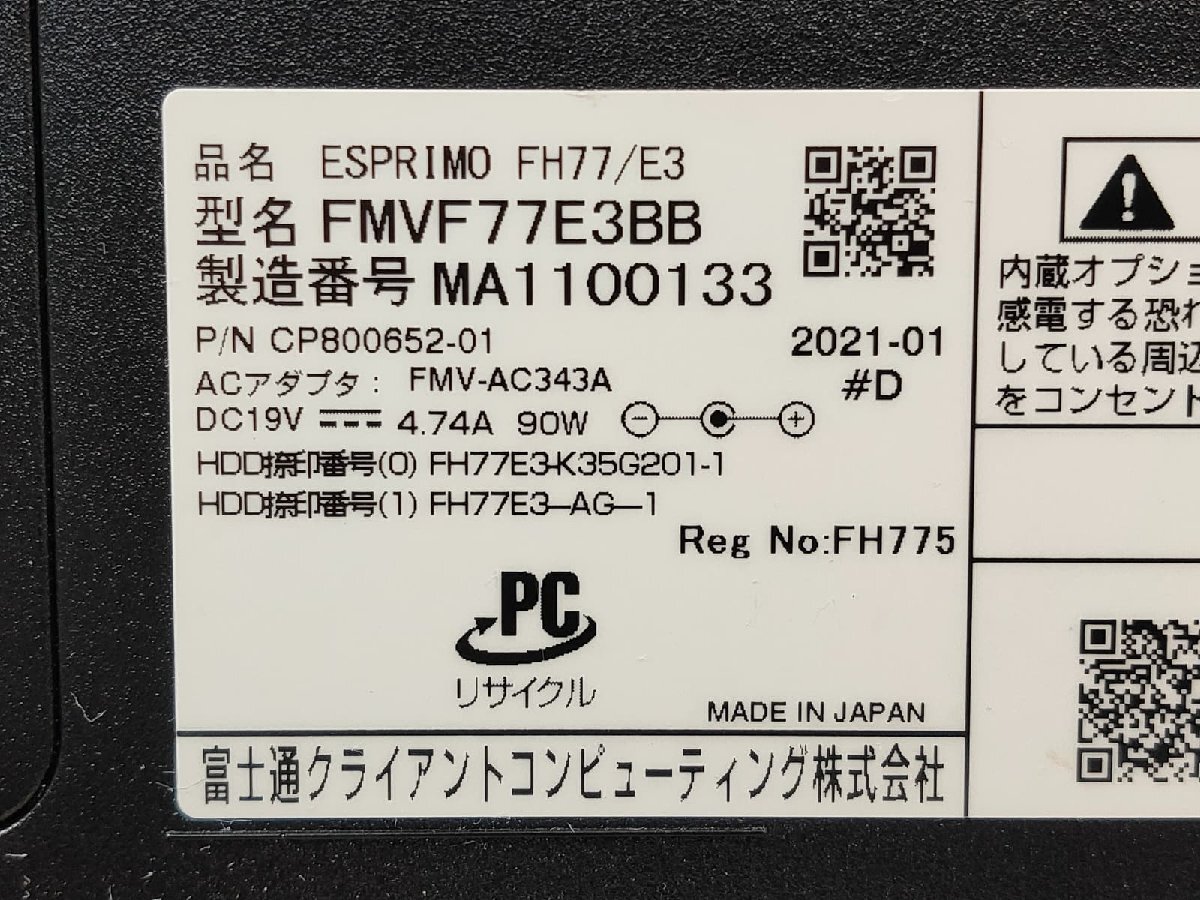 品名 ESPRIMO FH77/E3
型名 FMVF77E3BB
製造番号 MA1100133
P/N CP800652-01
2021-01
ACアダプタ: FMV-AC343A
#D
DC19V 4.74A 90W
HDD捺印番号(0) FH77E3-K35G201-1
HDD捺印番号(1) FH77E3-AG-1
Reg No:FH775
PC
リサイクル
MADE IN JAPAN
富士通クライアントコンピューティング株式会社
内蔵オプショ
感電する恐れ
している周辺
をコンセント